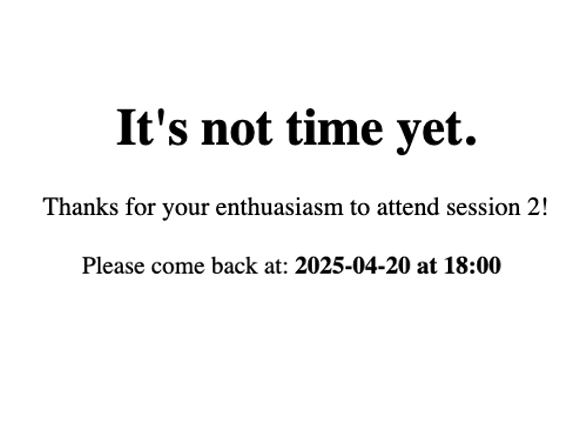 It's not time yet.
Thanks for your enthuasiasm to attend session 2!
Please come back at: 2025-04-20 at 18:00